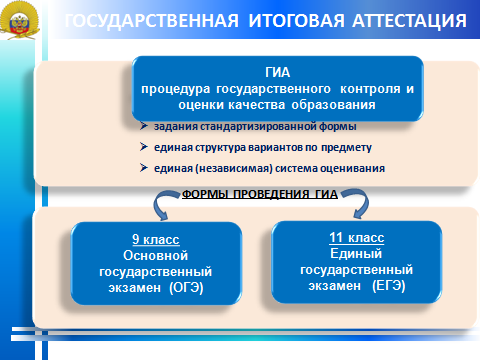 ГОСУДАРСТВЕННАЯ ИТОГОВАЯ АТТЕСТАЦИЯ
ГИА
процедура государственного контроля и
оценки качества образования
➢ задания стандартизированной формы
➢ единая структура вариантов по предмету
➢ единая (независимая) система оценивания
ФОРМЫ ПРОВЕДЕНИЯ ГИА
9 класс
Основной
государственный
экзамен (ОГЭ)
11 класс
Единый
государственный
экзамен (ЕГЭ)